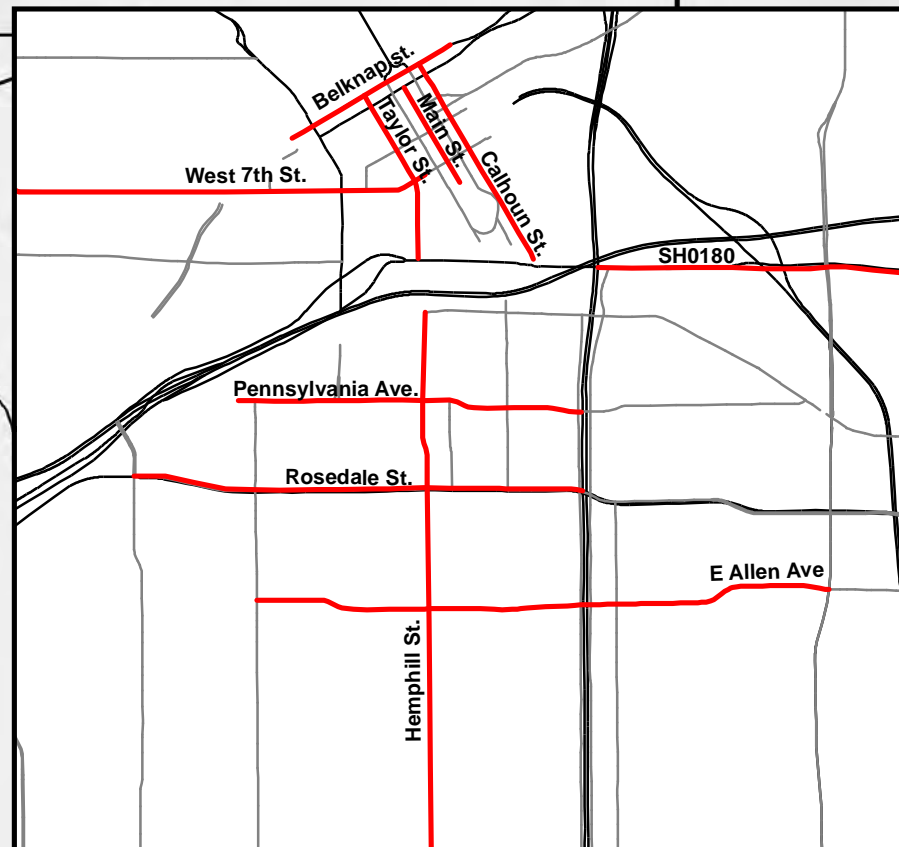 Belknap st.
Taylor St.
Main St.
Calhoun St.
West 7th St.
SH0180
Pennsylvania Ave.
Rosedale St.
E Allen Ave
Hemphill St.